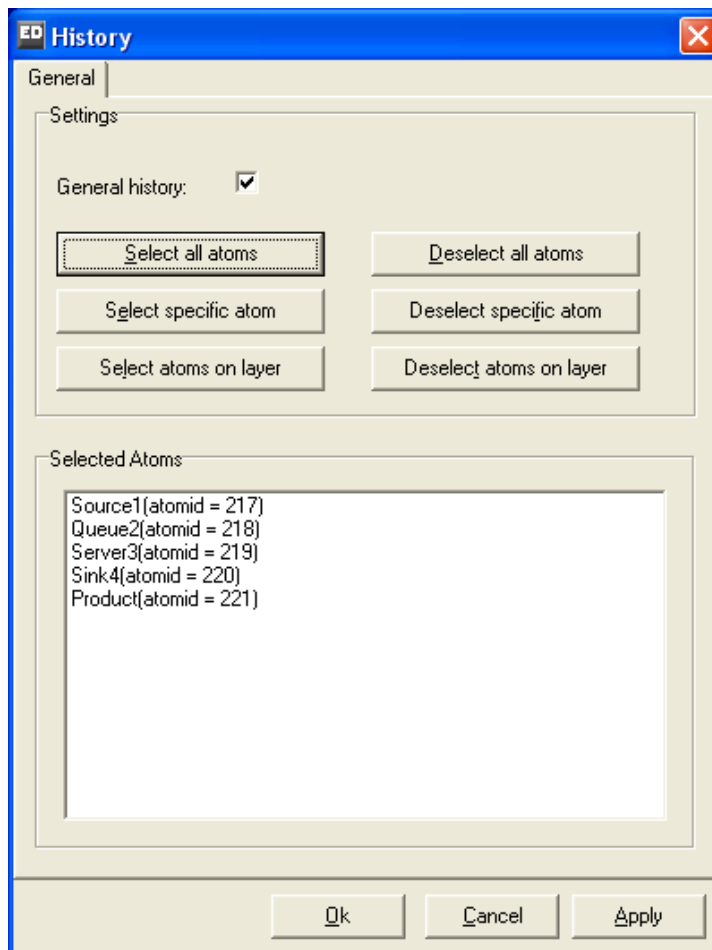 ED History
General
Settings
General history:
Select all atoms Deselect all atoms
Select specific atom Deselect specific atom
Select atoms on layer Deselect atoms on layer
Selected Atoms
Source1(atomid = 217)
Queue2(atomid = 218)
Server3(atomid = 219)
Sink4(atomid = 220)
Product(atomid = 221)
Ok Cancel Apply